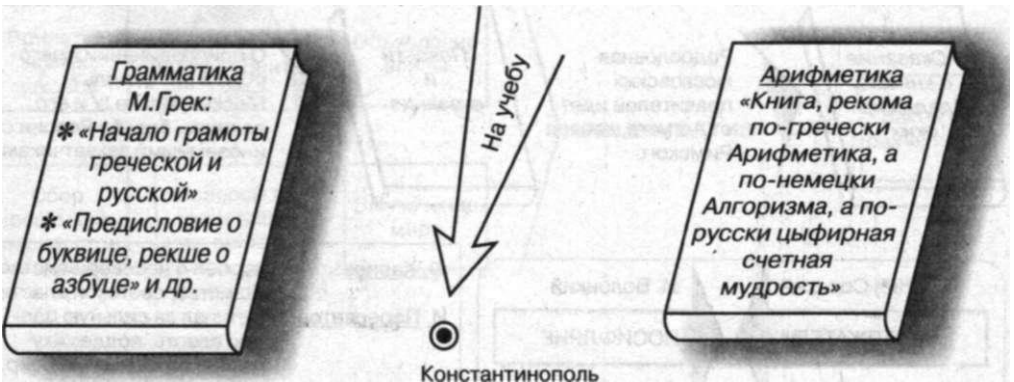 Грамматика
М.Грек:
✻ «Начало грамоты
греческой и
русской»
✻ «Предисловие о
буквице, рекше о
азбуце» и др.
На учебу
Константинополь
Арифметика
«Книга, рекома
по-гречески
Арифметика, а
по-немецки
Алгоризма, а по-
русски цыфирная
счетная
мудрость»